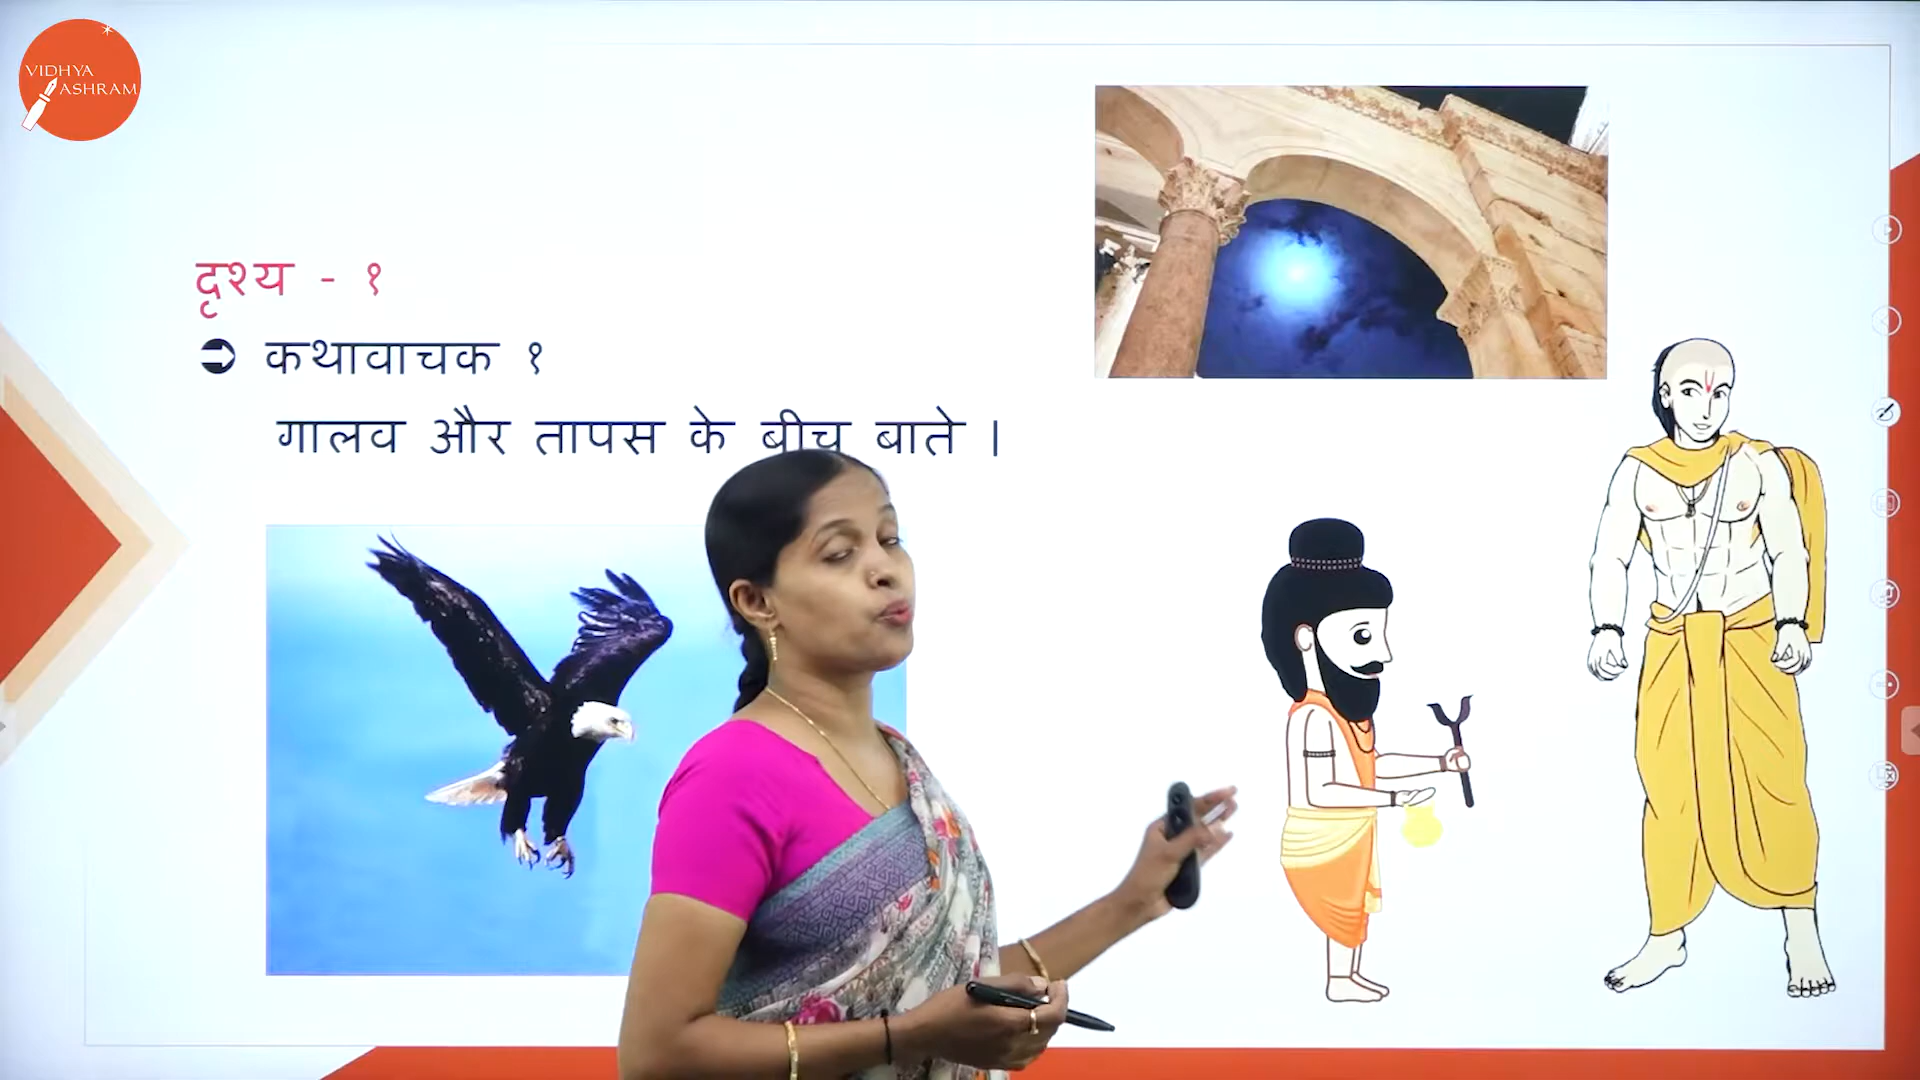 VIDHYA
ASHRAM
दृश्य - १
➲ कथावाचक १
गालव और तापस के बीच बाते ।